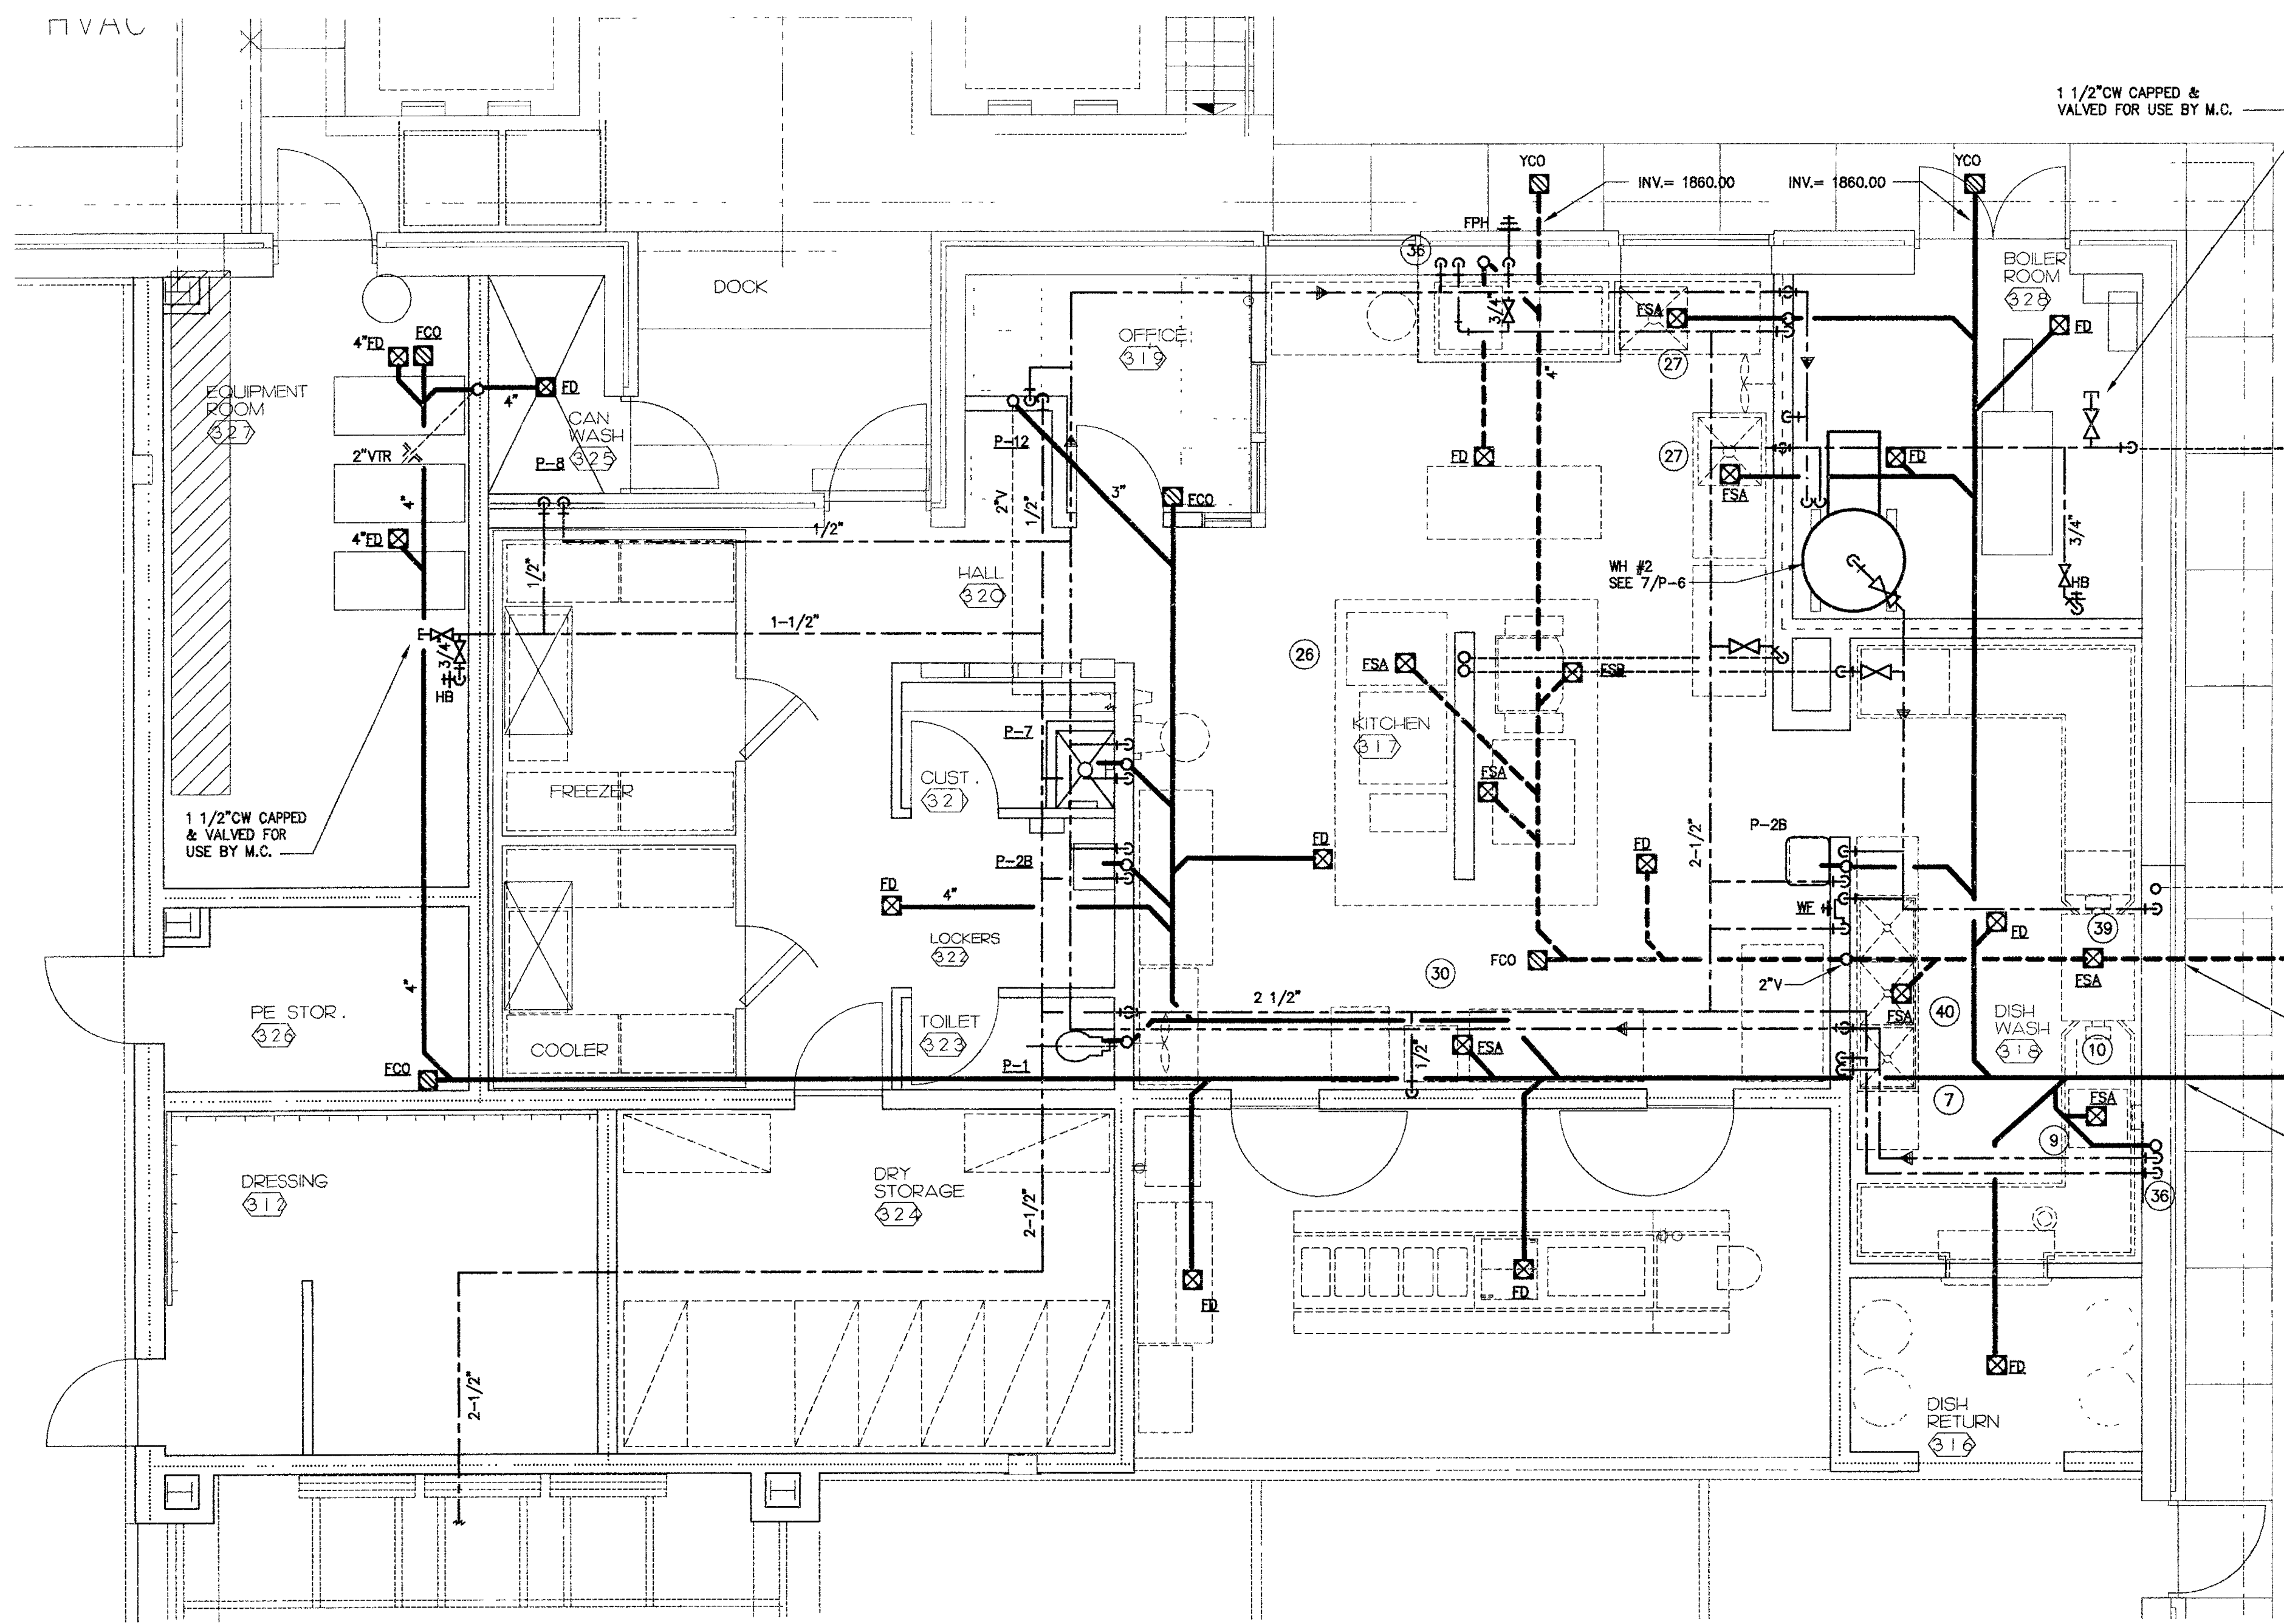 HVAC
1 1/2"CW CAPPED &
VALVED FOR USE BY M.C.
YCO
INV.= 1860.00
INV.= 1860.00
YCO
FPH
36
BOILER
ROOM
328
DOCK
OFFICE
319
3/4"
FSA
FD
4"FD
FCO
27
4"
EQUIPMENT
ROOM
327
4"
FD
CAN
WASH
325
P-8
P-12
2"VTR
FD
27
FD
FSA
4"
3"
FCO
2"V
1/2"
1/2"
4"FD
1/2"
3/4"
HALL
320
WH #2
SEE 7/P-6
HB
1-1/2"
3/4"
HB
26
FSA
FSB
KITCHEN
317
P-7
CUST.
321
FREEZER
FSA
1 1/2"CW CAPPED
& VALVED FOR
USE BY M.C.
P-2B
2-1/2"
P-2B
FD
FD
FD
4"
WF
39
FD
LOCKERS
322
FCO
30
2"V
FSA
4"
2 1/2"
FSA
40
PE STOR.
326
TOILET
323
DISH
WASH
318
10
COOLER
FSA
P-1
1/2"
FCO
7
FSA
9
DRESSING
312
DRY
STORAGE
324
36
2-1/2"
FD
FD
FD
2-1/2"
DISH
RETURN
316